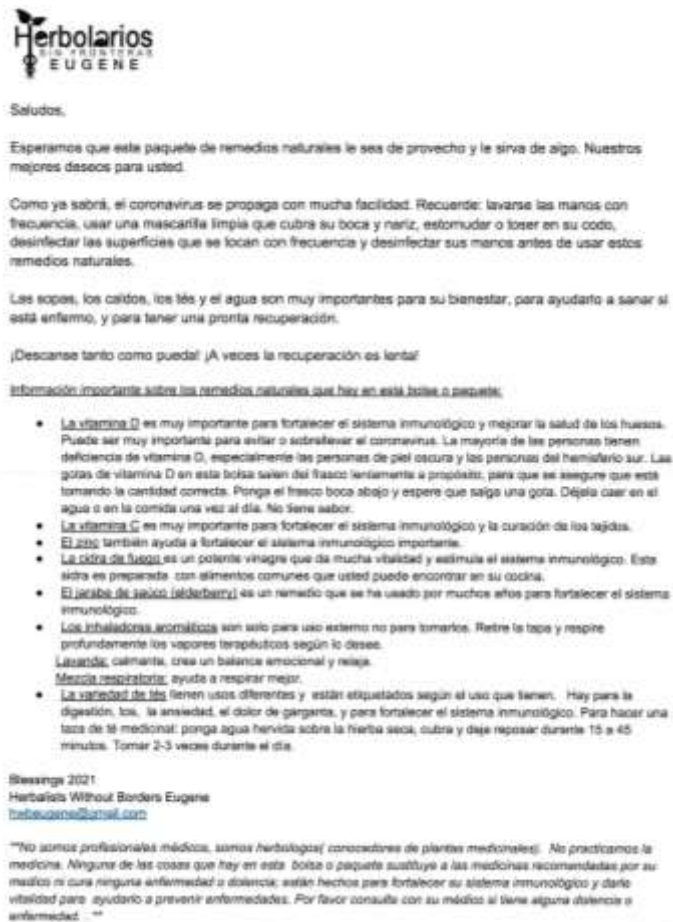 Herbolarios
SIN FRONTERAS
EUGENE
Saludos,
Esperamos que este paquete de remedios naturales le sea de provecho y le sirva de algo. Nuestros
mejores deseos para usted.
Como ya sabrá, el coronavirus se propaga con mucha facilidad. Recuerde: lavarse las manos con
frecuencia, usar una mascarilla limpia que cubra su boca y nariz, estornudar o toser en su codo,
desinfectar las superficies que se tocan con frecuencia y desinfectar sus manos antes de usar estos
remedios naturales.
Las sopas, los caldos, los tés y el agua son muy importantes para su bienestar, para ayudarlo a sanar si
está enfermo, y para tener una pronta recuperación.
¡Descanse tanto como pueda! ¡A veces la recuperación es lenta!
Información importante sobre los remedios naturales que hay en está bolsa o paquete:
• La vitamina D es muy importante para fortalecer el sistema inmunológico y mejorar la salud de los huesos.
Puede ser muy importante para evitar o sobrellevar el coronavirus. La mayoría de las personas tienen
deficiencia de vitamina D, especialmente las personas de piel oscura y las personas del hemisferio sur. Las
gotas de vitamina D en esta bolsa salen del frasco lentamente a propósito, para que se asegure que está
tomando la cantidad correcta. Ponga el frasco boca abajo y espere que salga una gota. Déjela caer en el
agua o en la comida una vez al día. No tiene sabor.
• La vitamina C es muy importante para fortalecer el sistema inmunológico y la curación de los tejidos.
• El zinc también ayuda a fortalecer el sistema inmunológico importante.
• La cidra de fuego es un potente vinagre que da mucha vitalidad y estimula el sistema inmunológico. Esta
sidra es preparada con alimentos comunes que usted puede encontrar en su cocina.
• El jarabe de saúco (elderberry) es un remedio que se ha usado por muchos años para fortalecer el sistema
inmunológico.
• Los inhaladores aromáticos son solo para uso externo no para tomarlos. Retire la tapa y respire
profundamente los vapores terapéuticos según lo desee.
Lavanda: calmante, crea un balance emocional y relaja.
Mezcla respiratoria: ayuda a respirar mejor.
• La variedad de tés tienen usos diferentes y están etiquetados según el uso que tienen. Hay para la
digestión, tos, la ansiedad, el dolor de garganta, y para fortalecer el sistema inmunológico. Para hacer una
taza de té medicinal: ponga agua hervida sobre la hierba seca, cubra y deje reposar durante 15 a 45
minutos. Tomar 2-3 veces durante el día.
Blessings 2021
Herbalists Without Borders Eugene
hwbeugene@gmail.com
**No somos profesionales médicos, somos herbologos( conocedores de plantas medicinales). No practicamos la
medicina. Ninguna de las cosas que hay en esta bolsa o paquete sustituye a las medicinas recomendadas por su
medico ni cura ninguna enfermedad o dolencia; están hechos para fortalecer su sistema inmunológico y darle
vitalidad para ayudarlo a prevenir enfermedades. Por favor consulte con su médico si tiene alguna dolencia o
enfermedad. **